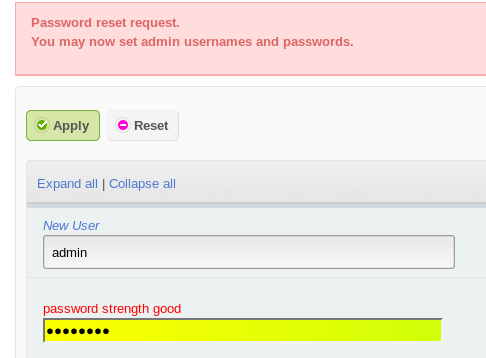 Password reset request.
You may now set admin usernames and passwords.
Apply Reset
Expand all | Collapse all
New User
admin
password strength good
●●●●●●●●